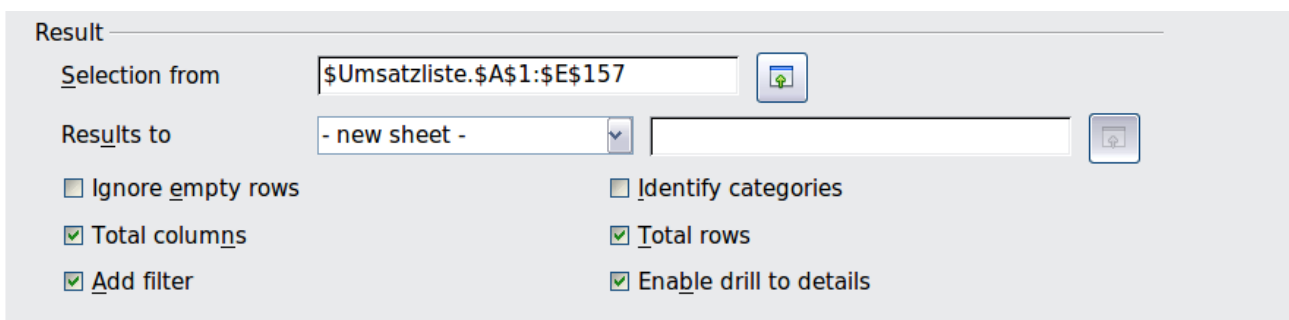 Result
Selection from $Umsatzliste.$A$1:$E$157
Results to - new sheet -
Ignore empty rows Identify categories
Total columns Total rows
Add filter Enable drill to details